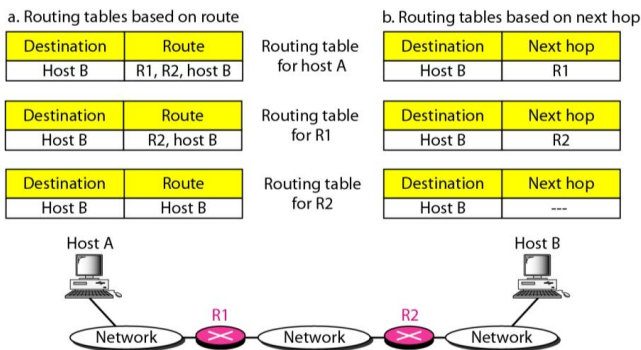 a. Routing tables based on route
b. Routing tables based on next hop
Destination Route
Host B R1, R2, host B
Routing table
for host A
Destination Next hop
Host B R1
Destination Route
Host B R2, host B
Routing table
for R1
Destination Next hop
Host B R2
Destination Route
Host B Host B
Routing table
for R2
Destination Next hop
Host B ---
Host A
Host B
R1
R2
Network
Network
Network